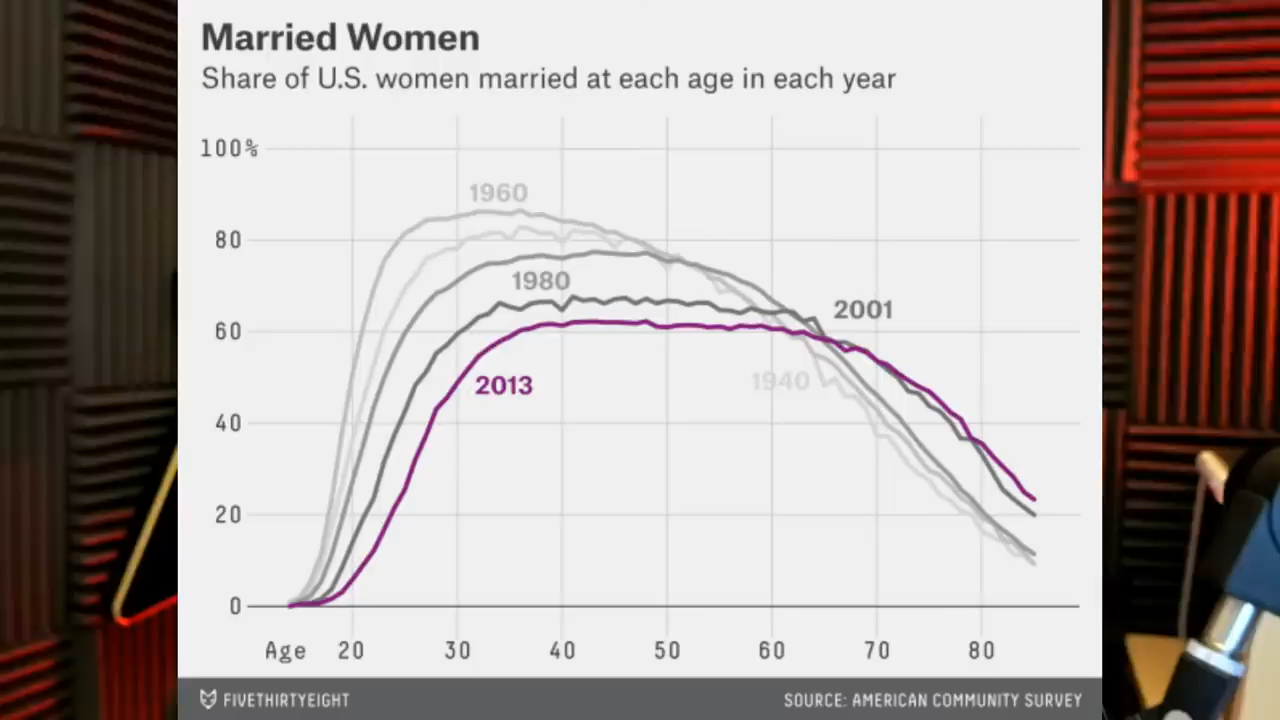 Married Women
Share of U.S. women married at each age in each year
100%
80
60
40
20
0
1960
1980
2001
2013
1940
Age 20 30 40 50 60 70 80
FIVETHIRTYEIGHT
SOURCE: AMERICAN COMMUNITY SURVEY